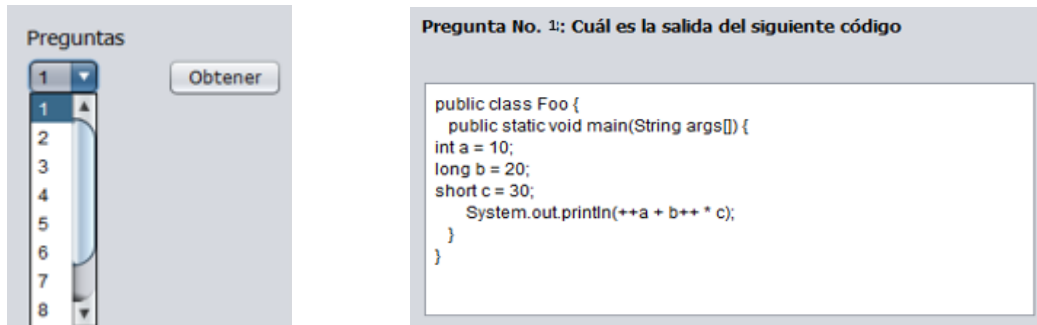 Preguntas
1
Obtener
1
2
3
4
5
6
7
8
Pregunta No. 1: Cuál es la salida del siguiente código
public class Foo {
public static void main(String args[]) {
int a = 10;
long b = 20;
short c = 30;
System.out.println(++a + b++ * c);
}
}